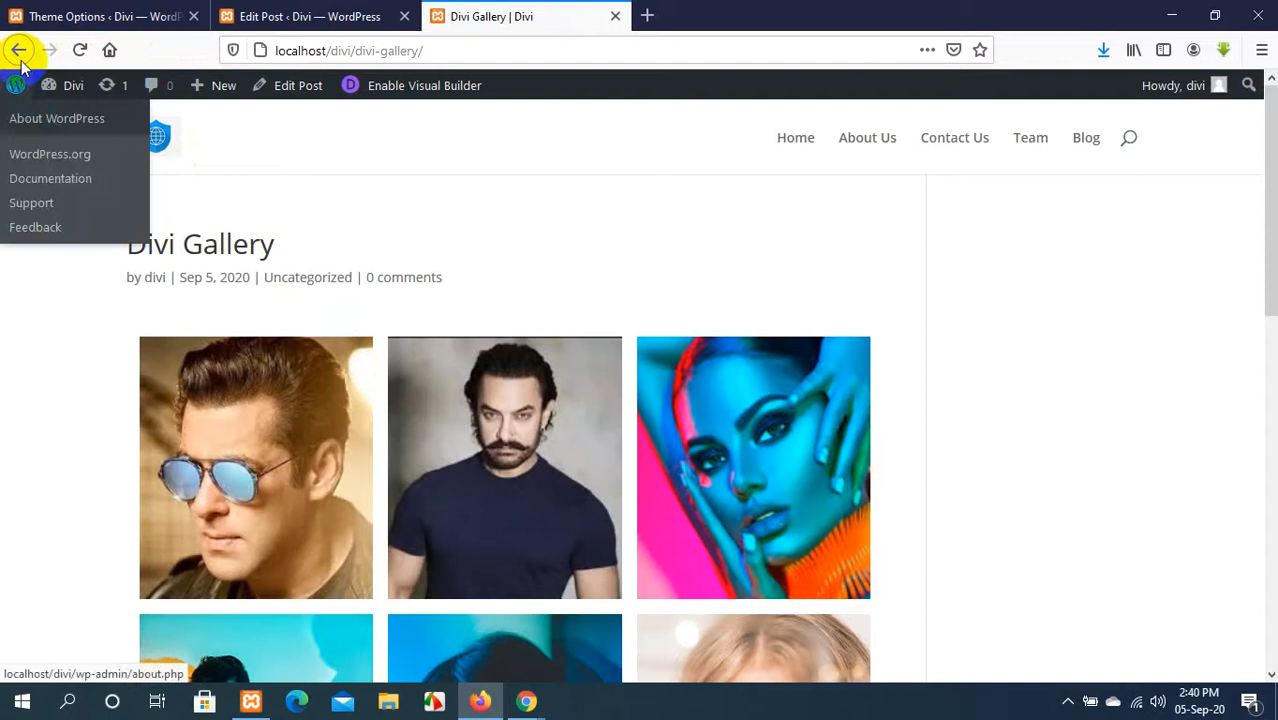 Theme Options ‹ Divi — WordP
Edit Post ‹ Divi — WordPress
Divi Gallery | Divi
localhost/divi/divi-gallery/
Divi
1
0
New
Edit Post
Enable Visual Builder
Howdy, divi
About WordPress
WordPress.org
Documentation
Support
Feedback
Home
About Us
Contact Us
Team
Blog
Divi Gallery
by divi | Sep 5, 2020 | Uncategorized | 0 comments
localhost/divi/wp-admin/about.php
2:40 PM
05-Sep-20